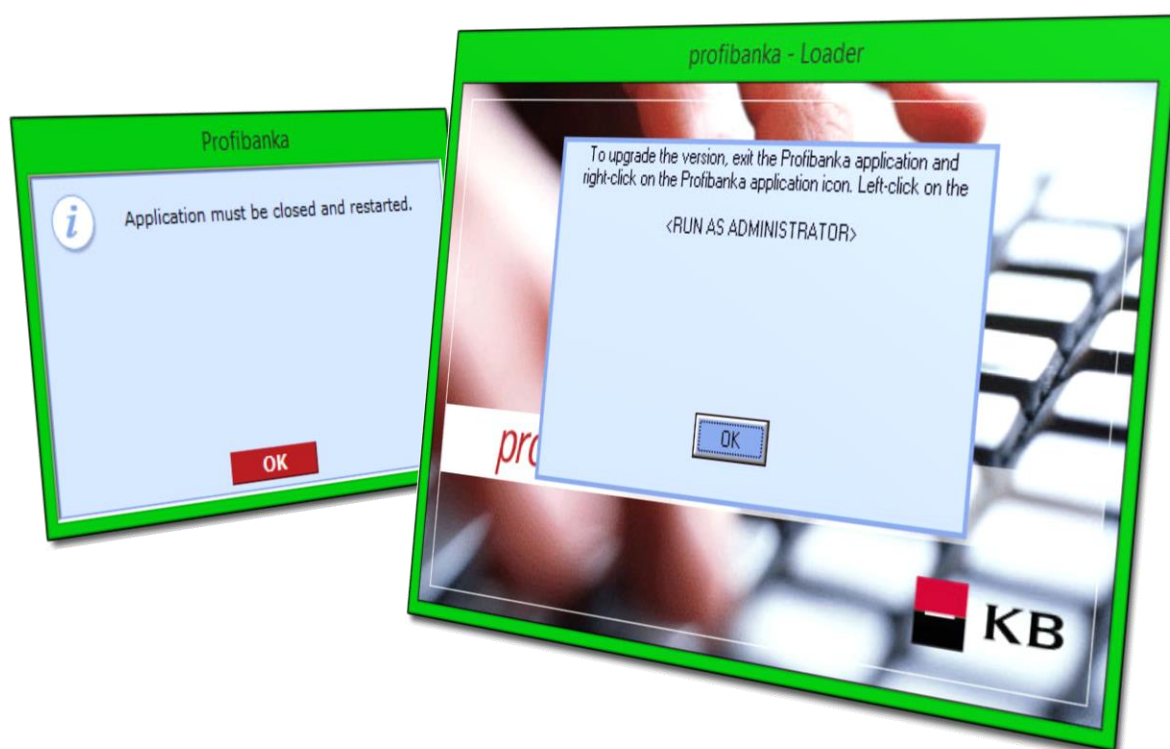 Profibanka
Application must be closed and restarted.
OK
profibanka - Loader
To upgrade the version, exit the Profibanka application and
right-click on the Profibanka application icon. Left-click on the
<RUN AS ADMINISTRATOR>
OK
KB